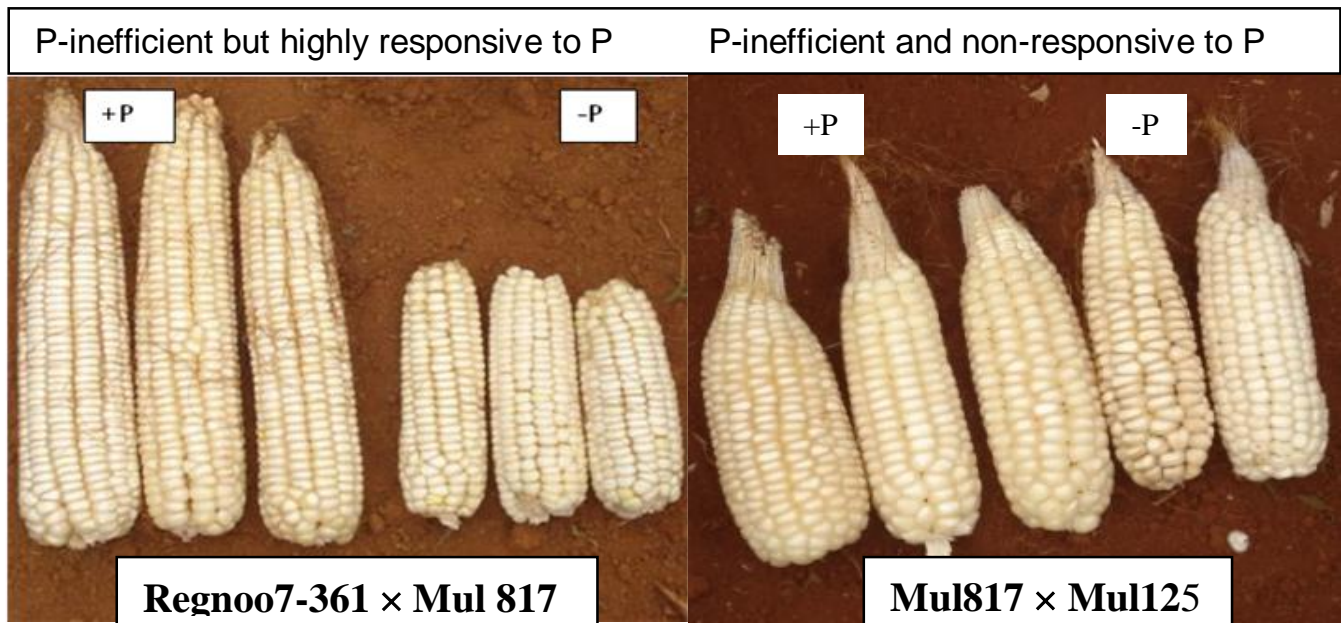 P-inefficient but highly responsive to P
P-inefficient and non-responsive to P
+P
-P
+P
-P
Regnoo7-361 × Mul 817
Mul817 × Mul125